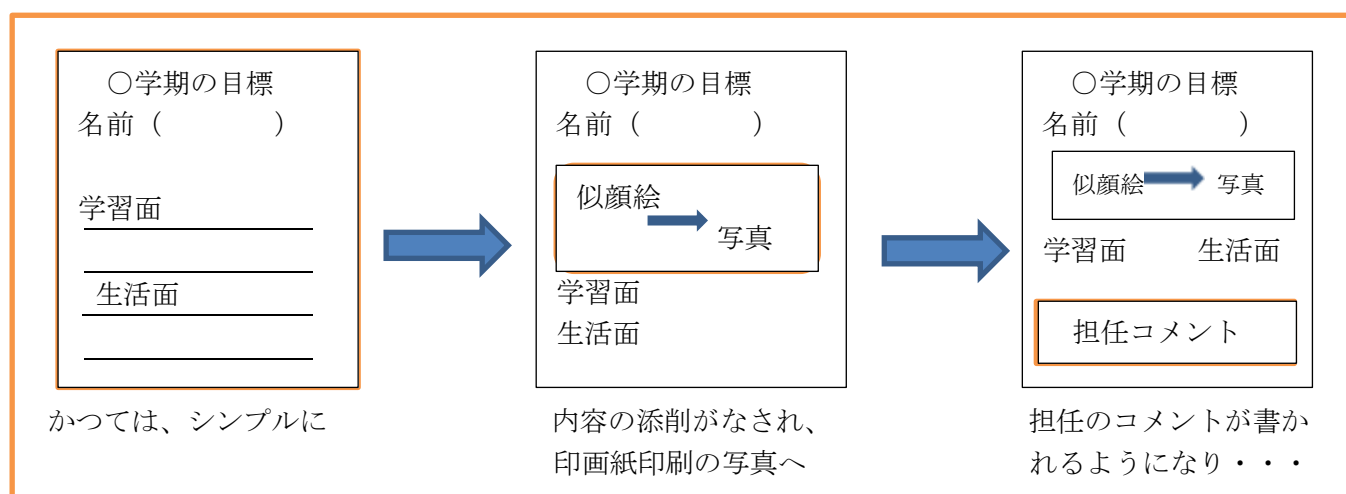 ○学期の目標
名前（　　　　）
学習面
生活面
かつては、シンプルに
○学期の目標
名前（　　　　）
似顔絵
写真
学習面
生活面
内容の添削がなされ、
印画紙印刷の写真へ
○学期の目標
名前（　　　　）
似顔絵　写真
学習面　生活面
担任コメント
担任のコメントが書か
れるようになり・・・